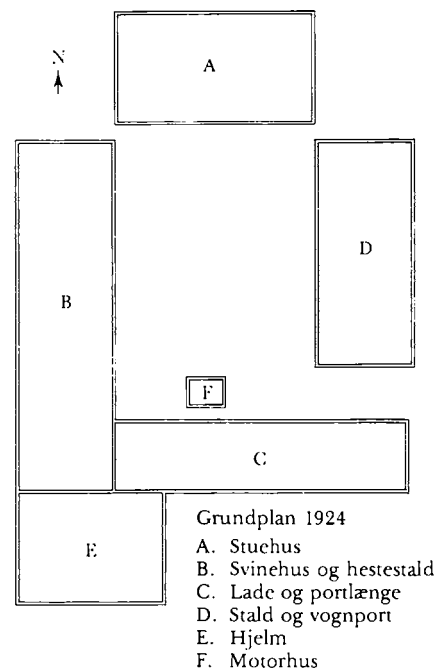 A
N
D
B
F
C
E
Grundplan 1924
A. Stuehus
B. Svinehus og hestestald
C. Lade og portlænge
D. Stald og vognport
E. Hjelm
F. Motorhus